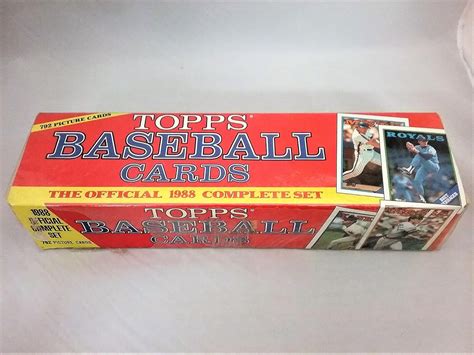 792 PICTURE CARDS
TOPPS®
BASEBALL
CARDS
THE OFFICIAL 1988 COMPLETE SET
ROYALS
1988
OFFICIAL
COMPLETE
SET
792 PICTURE CARDS
TOPPS®
BASEBALL
CARDS